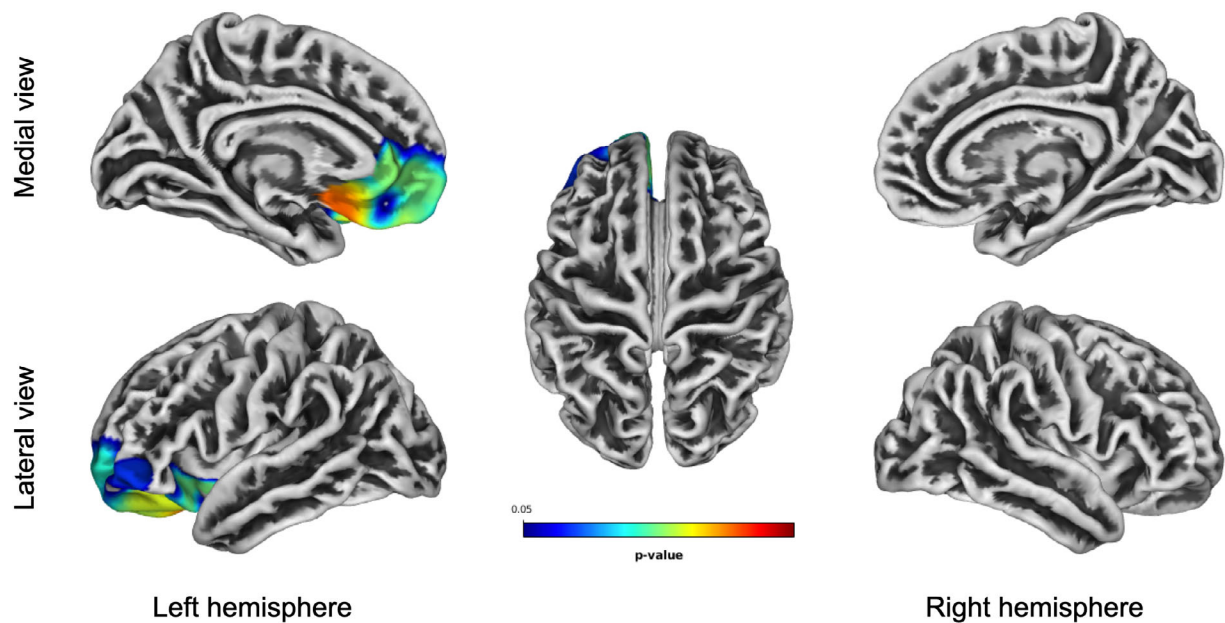 Medial view
Lateral view
0.05
p-value
Left hemisphere
Right hemisphere